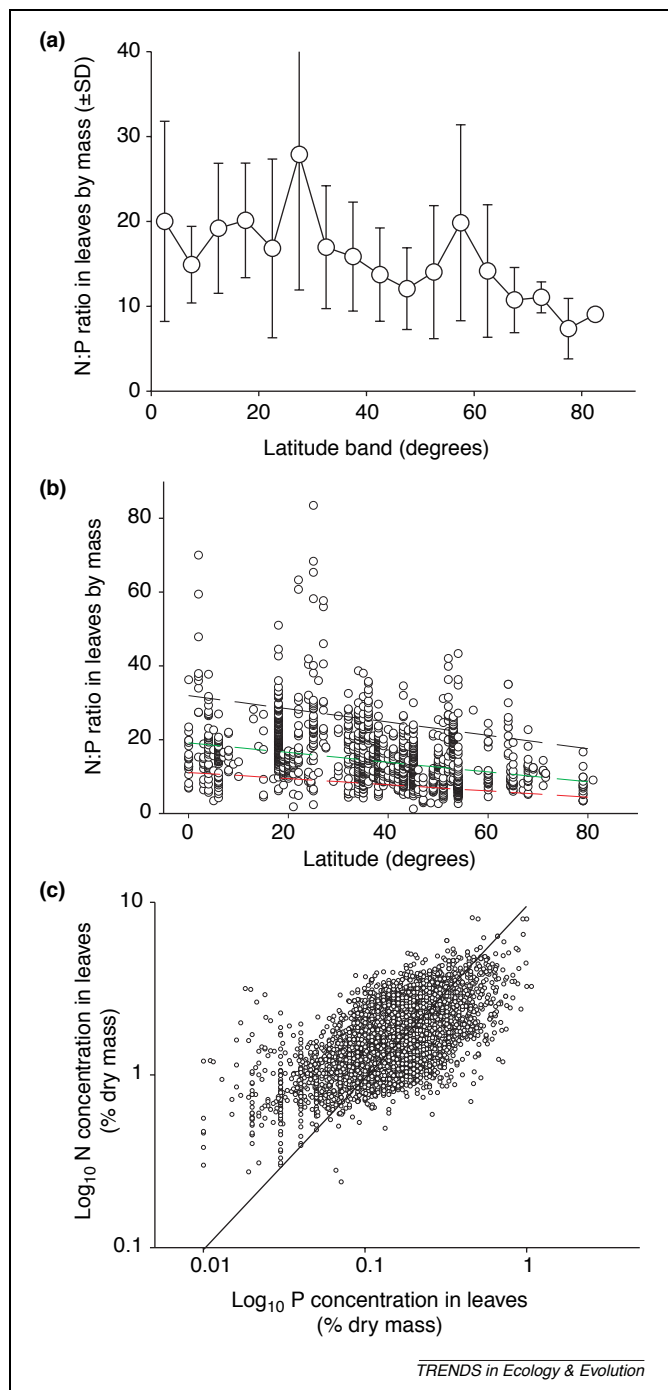 (a)
N:P ratio in leaves by mass (±SD)
40
30
20
10
0
0 20 40 60 80
Latitude band (degrees)
(b)
N:P ratio in leaves by mass
80
60
40
20
0
0 20 40 60 80
Latitude (degrees)
(c)
Log₁₀ N concentration in leaves
(% dry mass)
10
1
0.1
0.01 0.1 1
Log₁₀ P concentration in leaves
(% dry mass)
TRENDS in Ecology & Evolution